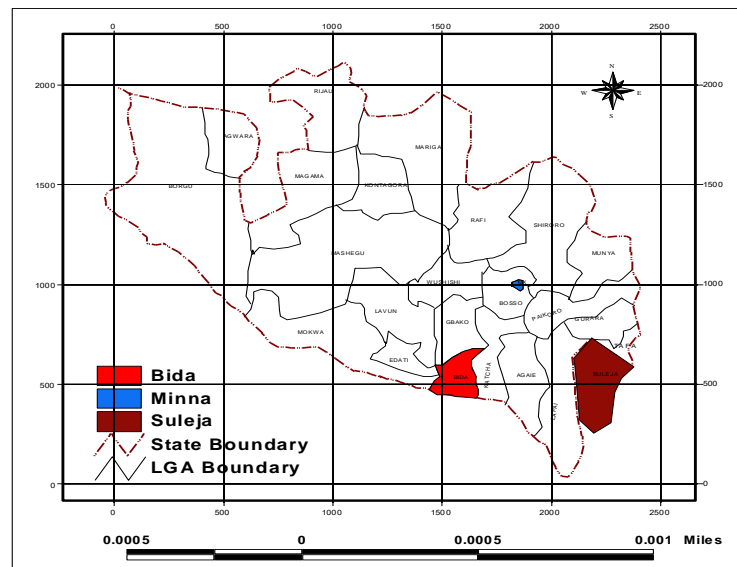 0 500 1000 1500 2000 2500
N
W E
S
2000 2000
RIJAU
AGWARA
MARIGA
MAGAMA
KONTAGORA
BORGU
1500 1500
RAFI
SHIRORO
MASHEGU
MUNYA
WUSHISHI
1000 1000
BOSSO
LAVUN
GBAKO
PAIKORO
GURARA
MOKWA
EDATI
TAFA
KATCHA
AGAIE
BIDA
SULEJA
500 500
LAPAI
Bida
Minna
Suleja
State Boundary
LGA Boundary
0 0
0 500 1000 1500 2000 2500
0.0005 0 0.0005 0.001 Miles